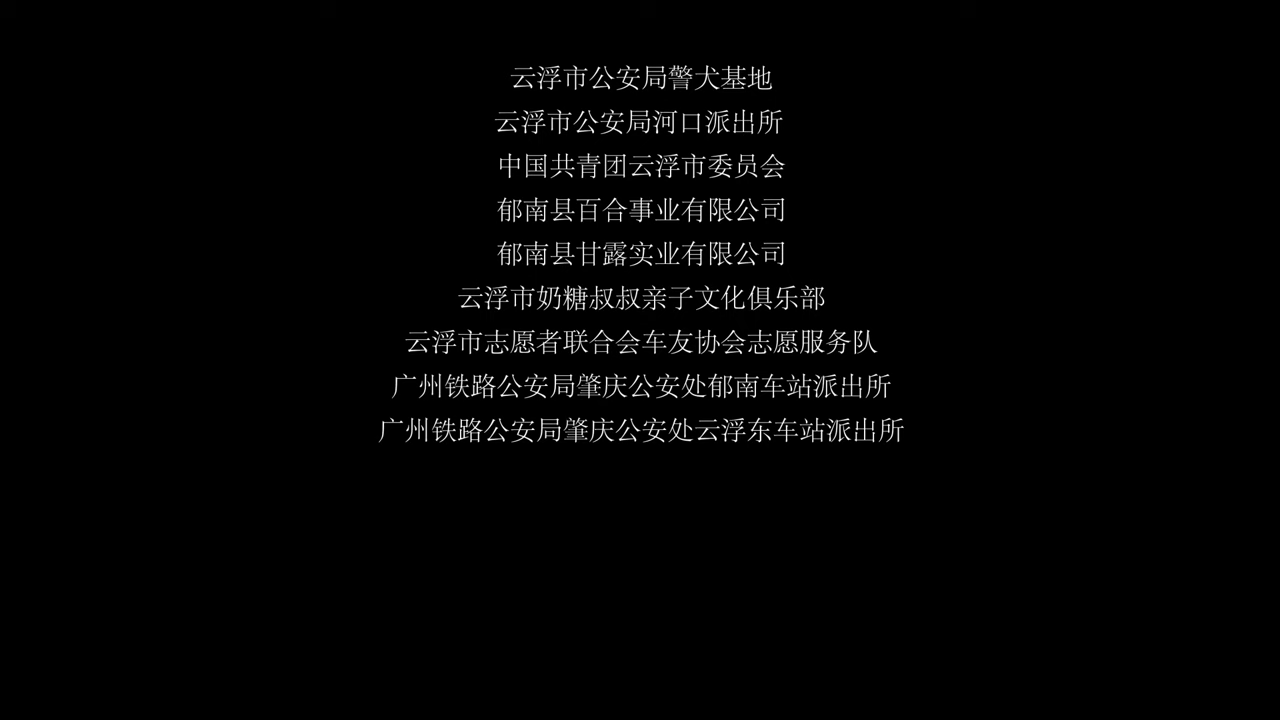 云浮市公安局警犬基地
云浮市公安局河口派出所
中国共青团云浮市委员会
郁南县百合事业有限公司
郁南县甘露实业有限公司
云浮市奶糖叔叔亲子文化俱乐部
云浮市志愿者联合会车友协会志愿服务队
广州铁路公安局肇庆公安处郁南车站派出所
广州铁路公安局肇庆公安处云浮东车站派出所